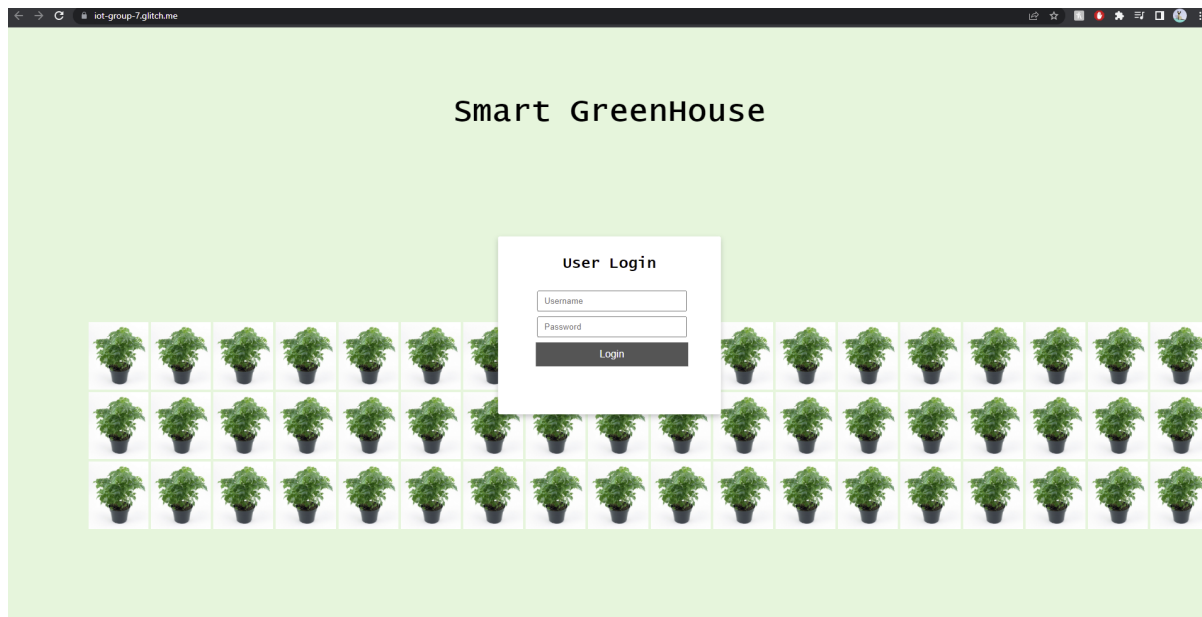 iot-group-7.glitch.me
Smart GreenHouse
User Login
Username
Password
Login